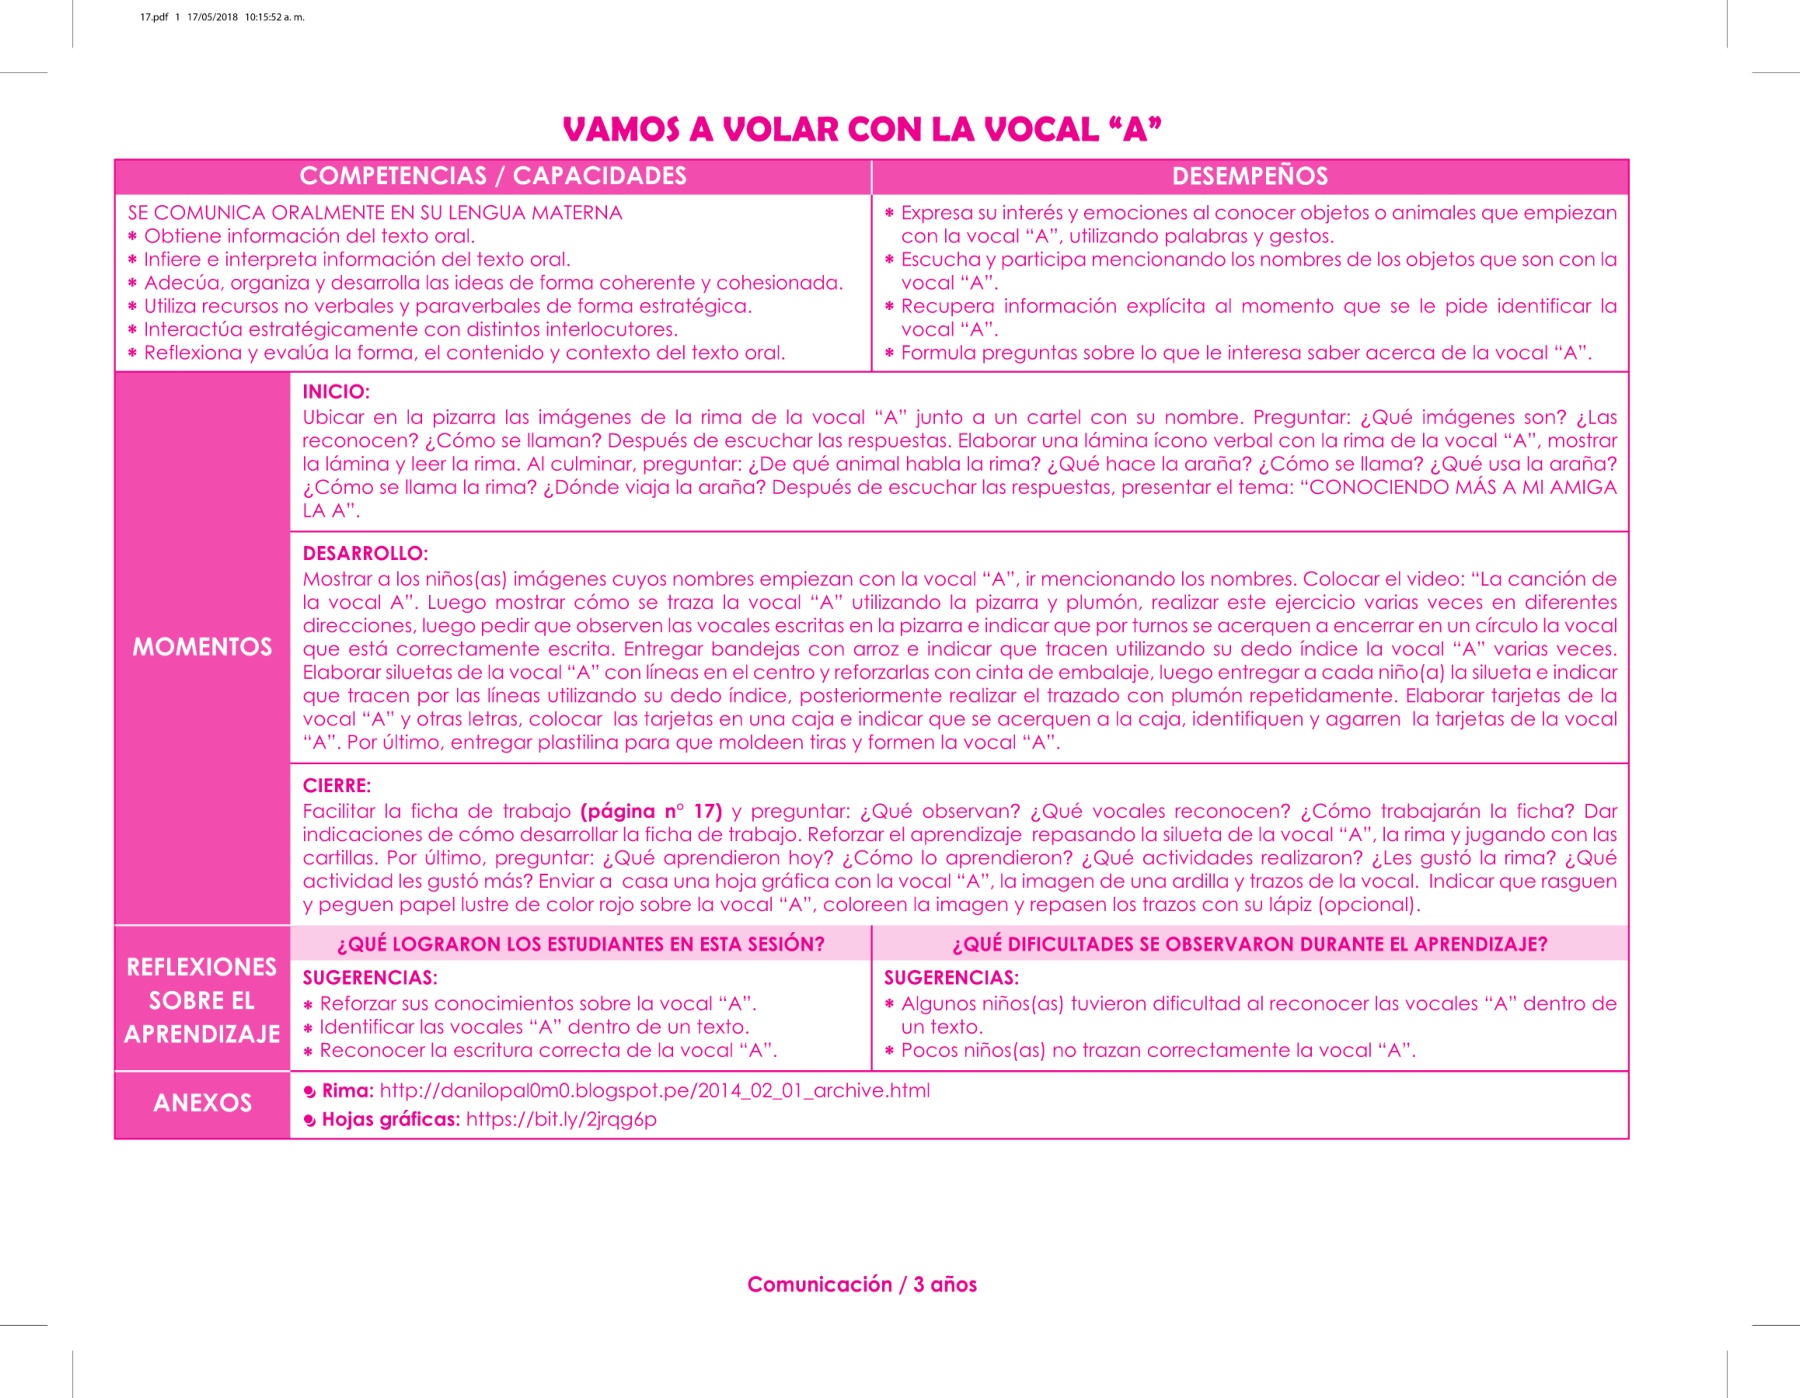 17.pdf 1 17/05/2018 10:15:52 a. m.
VAMOS A VOLAR CON LA VOCAL “A”
COMPETENCIAS / CAPACIDADES
SE COMUNICA ORALMENTE EN SU LENGUA MATERNA
* Obtiene información del texto oral.
* Infiere e interpreta información del texto oral.
* Adecúa, organiza y desarrolla las ideas de forma coherente y cohesionada.
* Utiliza recursos no verbales y paraverbales de forma estratégica.
* Interactúa estratégicamente con distintos interlocutores.
* Reflexiona y evalúa la forma, el contenido y contexto del texto oral.
DESEMPEÑOS
* Expresa su interés y emociones al conocer objetos o animales que empiezan
con la vocal “A”, utilizando palabras y gestos.
* Escucha y participa mencionando los nombres de los objetos que son con la
vocal “A”.
* Recupera información explícita al momento que se le pide identificar la
vocal “A”.
* Formula preguntas sobre lo que le interesa saber acerca de la vocal “A”.
MOMENTOS
INICIO:
Ubicar en la pizarra las imágenes de la rima de la vocal “A” junto a un cartel con su nombre. Preguntar: ¿Qué imágenes son? ¿Las
reconocen? ¿Cómo se llaman? Después de escuchar las respuestas. Elaborar una lámina ícono verbal con la rima de la vocal “A”, mostrar
la lámina y leer la rima. Al culminar, preguntar: ¿De qué animal habla la rima? ¿Qué hace la araña? ¿Cómo se llama? ¿Qué usa la araña?
¿Cómo se llama la rima? ¿Dónde viaja la araña? Después de escuchar las respuestas, presentar el tema: “CONOCIENDO MÁS A MI AMIGA
LA A”.
DESARROLLO:
Mostrar a los niños(as) imágenes cuyos nombres empiezan con la vocal “A”, ir mencionando los nombres. Colocar el video: “La canción de
la vocal A”. Luego mostrar cómo se traza la vocal “A” utilizando la pizarra y plumón, realizar este ejercicio varias veces en diferentes
direcciones, luego pedir que observen las vocales escritas en la pizarra e indicar que por turnos se acerquen a encerrar en un círculo la vocal
que está correctamente escrita. Entregar bandejas con arroz e indicar que tracen utilizando su dedo índice la vocal “A” varias veces.
Elaborar siluetas de la vocal “A” con líneas en el centro y reforzarlas con cinta de embalaje, luego entregar a cada niño(a) la silueta e indicar
que tracen por las líneas utilizando su dedo índice, posteriormente realizar el trazado con plumón repetidamente. Elaborar tarjetas de la
vocal “A” y otras letras, colocar las tarjetas en una caja e indicar que se acerquen a la caja, identifiquen y agarren la tarjetas de la vocal
“A”. Por último, entregar plastilina para que moldeen tiras y formen la vocal “A”.
CIERRE:
Facilitar la ficha de trabajo (página n° 17) y preguntar: ¿Qué observan? ¿Qué vocales reconocen? ¿Cómo trabajarán la ficha? Dar
indicaciones de cómo desarrollar la ficha de trabajo. Reforzar el aprendizaje repasando la silueta de la vocal “A”, la rima y jugando con las
cartillas. Por último, preguntar: ¿Qué aprendieron hoy? ¿Cómo lo aprendieron? ¿Qué actividades realizaron? ¿Les gustó la rima? ¿Qué
actividad les gustó más? Enviar a casa una hoja gráfica con la vocal “A”, la imagen de una ardilla y trazos de la vocal. Indicar que rasguen
y peguen papel lustre de color rojo sobre la vocal “A”, coloreen la imagen y repasen los trazos con su lápiz (opcional).
REFLEXIONES
SOBRE EL
APRENDIZAJE
¿QUÉ LOGRARON LOS ESTUDIANTES EN ESTA SESIÓN?
SUGERENCIAS:
* Reforzar sus conocimientos sobre la vocal “A”.
* Identificar las vocales “A” dentro de un texto.
* Reconocer la escritura correcta de la vocal “A”.
¿QUÉ DIFICULTADES SE OBSERVARON DURANTE EL APRENDIZAJE?
SUGERENCIAS:
* Algunos niños(as) tuvieron dificultad al reconocer las vocales “A” dentro de
un texto.
* Pocos niños(as) no trazan correctamente la vocal “A”.
ANEXOS
Rima: http://danilopal0m0.blogspot.pe/2014_02_01_archive.html
Hojas gráficas: https://bit.ly/2jrqg6p
Comunicación / 3 años